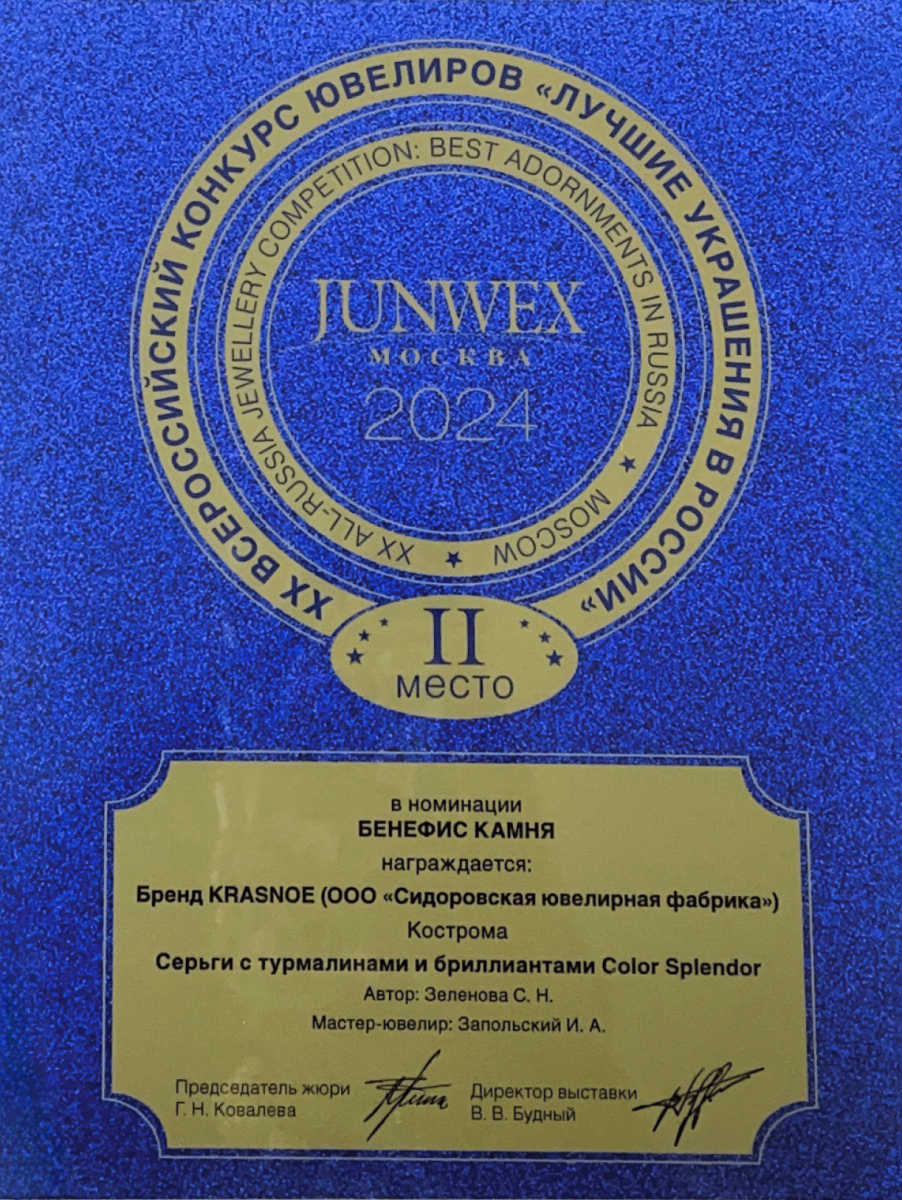 XX ВСЕРОССИЙСКИЙ КОНКУРС ЮВЕЛИРОВ «ЛУЧШИЕ УКРАШЕНИЯ В РОССИИ»
XX ALL-RUSSIA JEWELLERY COMPETITION: BEST ADORNMENTS IN RUSSIA ★ MOSCOW ★
JUNWEX
МОСКВА
2024
II
место
в номинации
БЕНЕФИС КАМНЯ
награждается:
Бренд KRASNOE (ООО «Сидоровская ювелирная фабрика»)
Кострома
Серьги с турмалинами и бриллиантами Color Splendor
Автор: Зеленова С. Н.
Мастер-ювелир: Запольский И. А.
Председатель жюри
Г. Н. Ковалева
Директор выставки
В. В. Будный